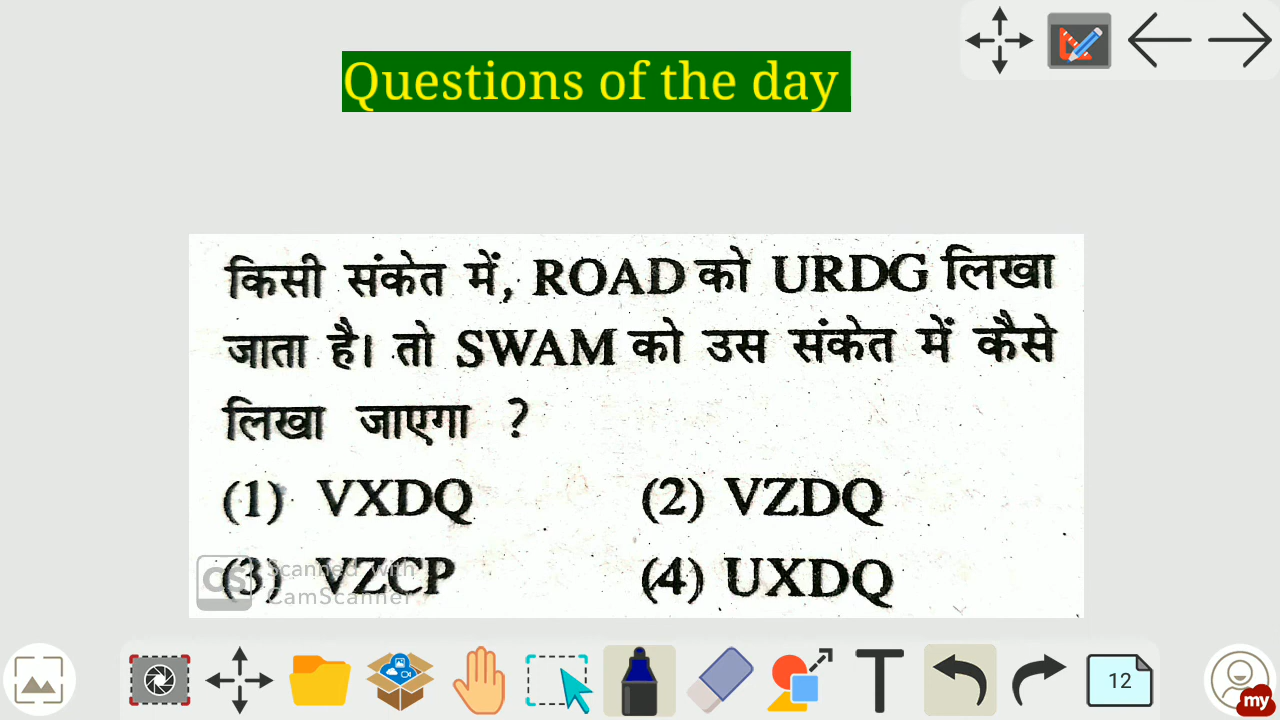 Questions of the day
किसी संकेत में, ROAD को URDG लिखा
जाता है। तो SWAM को उस संकेत में कैसे
लिखा जाएगा ?
(1) VXDQ (2) VZDQ
(3) VZCP (4) UXDQ
CS Scanned with
CamScanner
12
my